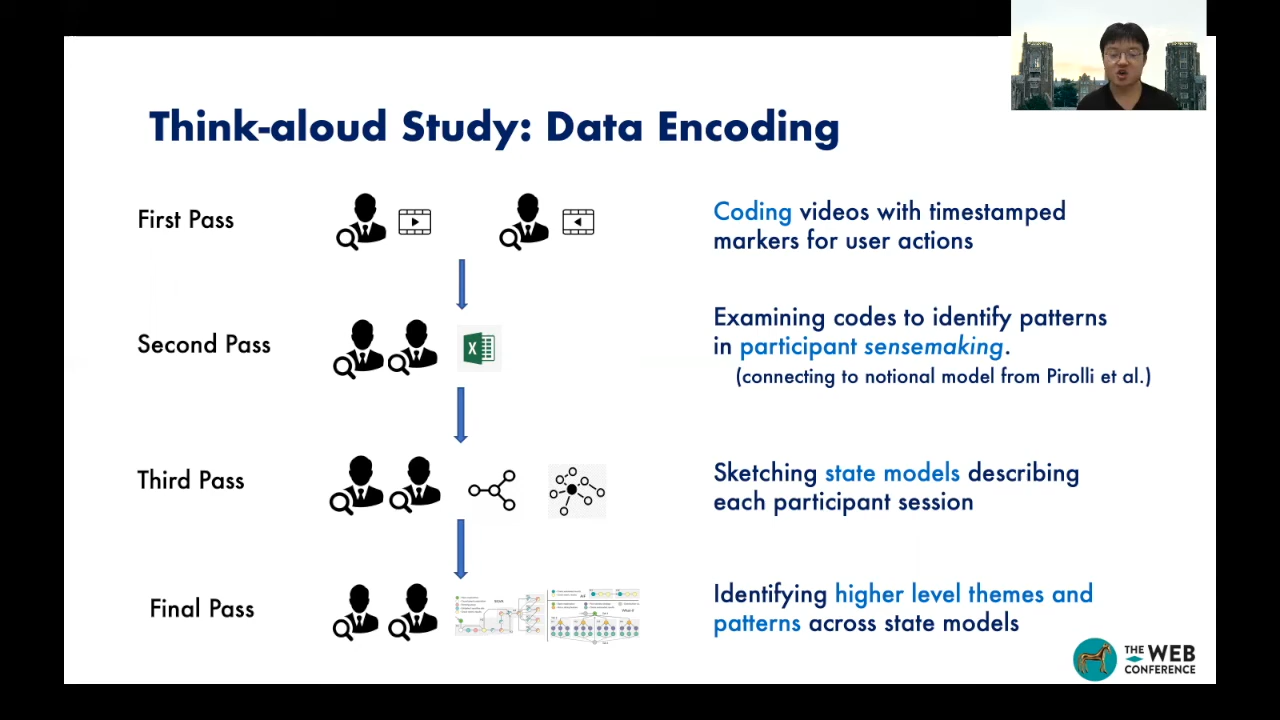 Think-aloud Study: Data Encoding
First Pass
Coding videos with timestamped
markers for user actions
Second Pass
X
Examining codes to identify patterns
in participant sensemaking.
(connecting to notional model from Pirolli et al.)
Third Pass
Sketching state models describing
each participant session
Final Pass
Identifying higher level themes and
patterns across state models
THE WEB
CONFERENCE